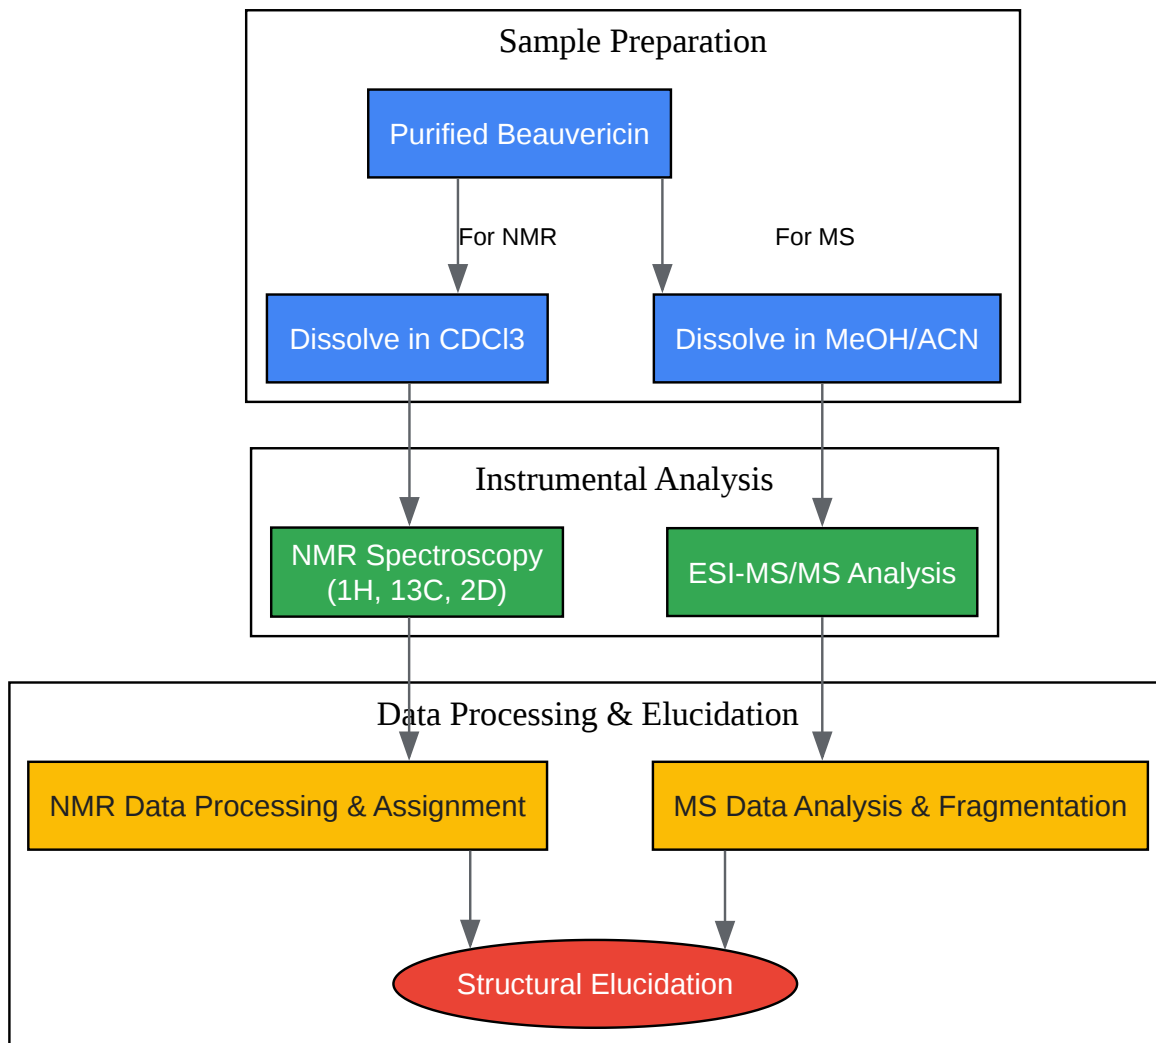 Sample Preparation
Purified Beauvericin
For NMR
For MS
Dissolve in CDCl3
Dissolve in MeOH/ACN
Instrumental Analysis
NMR Spectroscopy
(1H, 13C, 2D)
ESI-MS/MS Analysis
Data Processing & Elucidation
NMR Data Processing & Assignment
MS Data Analysis & Fragmentation
Structural Elucidation